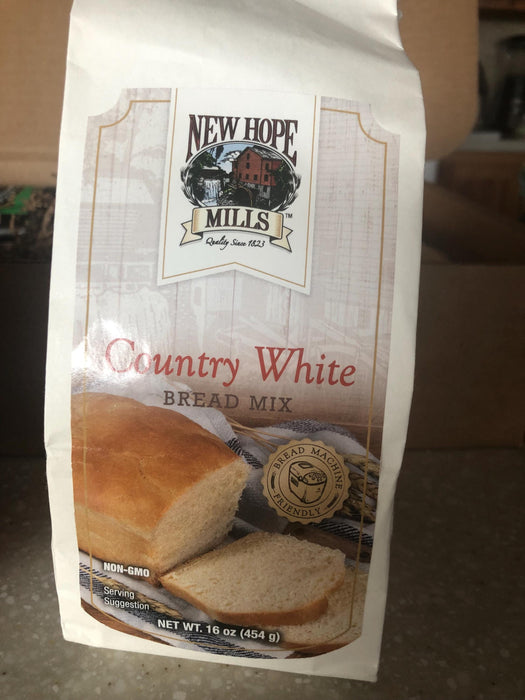 NEW HOPE
MILLS™
Quality Since 1823
Country White
BREAD MIX
BREAD MACHINE
FRIENDLY
NON-GMO
Serving
Suggestion
NET WT. 16 oz (454 g)